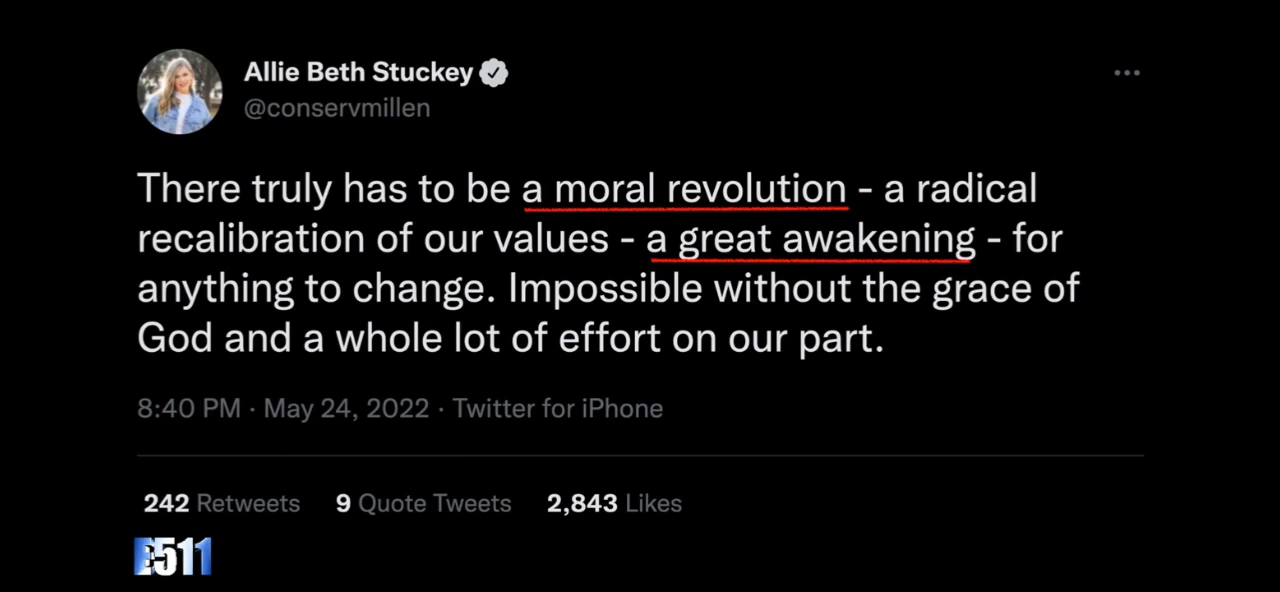 Allie Beth Stuckey
@conservmillen
There truly has to be a moral revolution - a radical
recalibration of our values - a great awakening - for
anything to change. Impossible without the grace of
God and a whole lot of effort on our part.
8:40 PM · May 24, 2022 · Twitter for iPhone
242 Retweets 9 Quote Tweets 2,843 Likes
E511